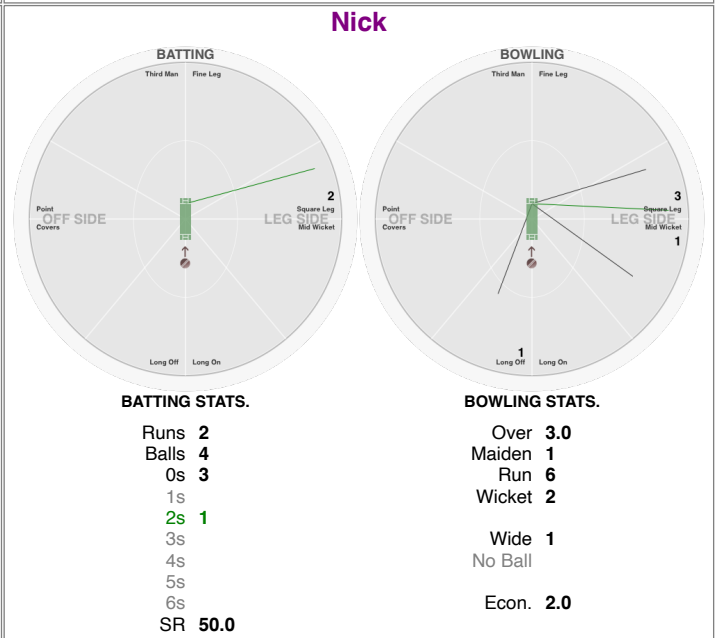 Nick
BATTING
Third Man Fine Leg
2
Point
Square Leg
OFF SIDE LEG SIDE
Covers
Mid Wicket
Long Off Long On
BATTING STATS.
Runs 2
Balls 4
0s 3
1s
2s 1
3s
4s
5s
6s
SR 50.0
BOWLING
Third Man Fine Leg
3
Point
Square Leg
OFF SIDE LEG SIDE
Covers
Mid Wicket
1
1
Long Off Long On
BOWLING STATS.
Over 3.0
Maiden 1
Run 6
Wicket 2
Wide 1
No Ball
Econ. 2.0